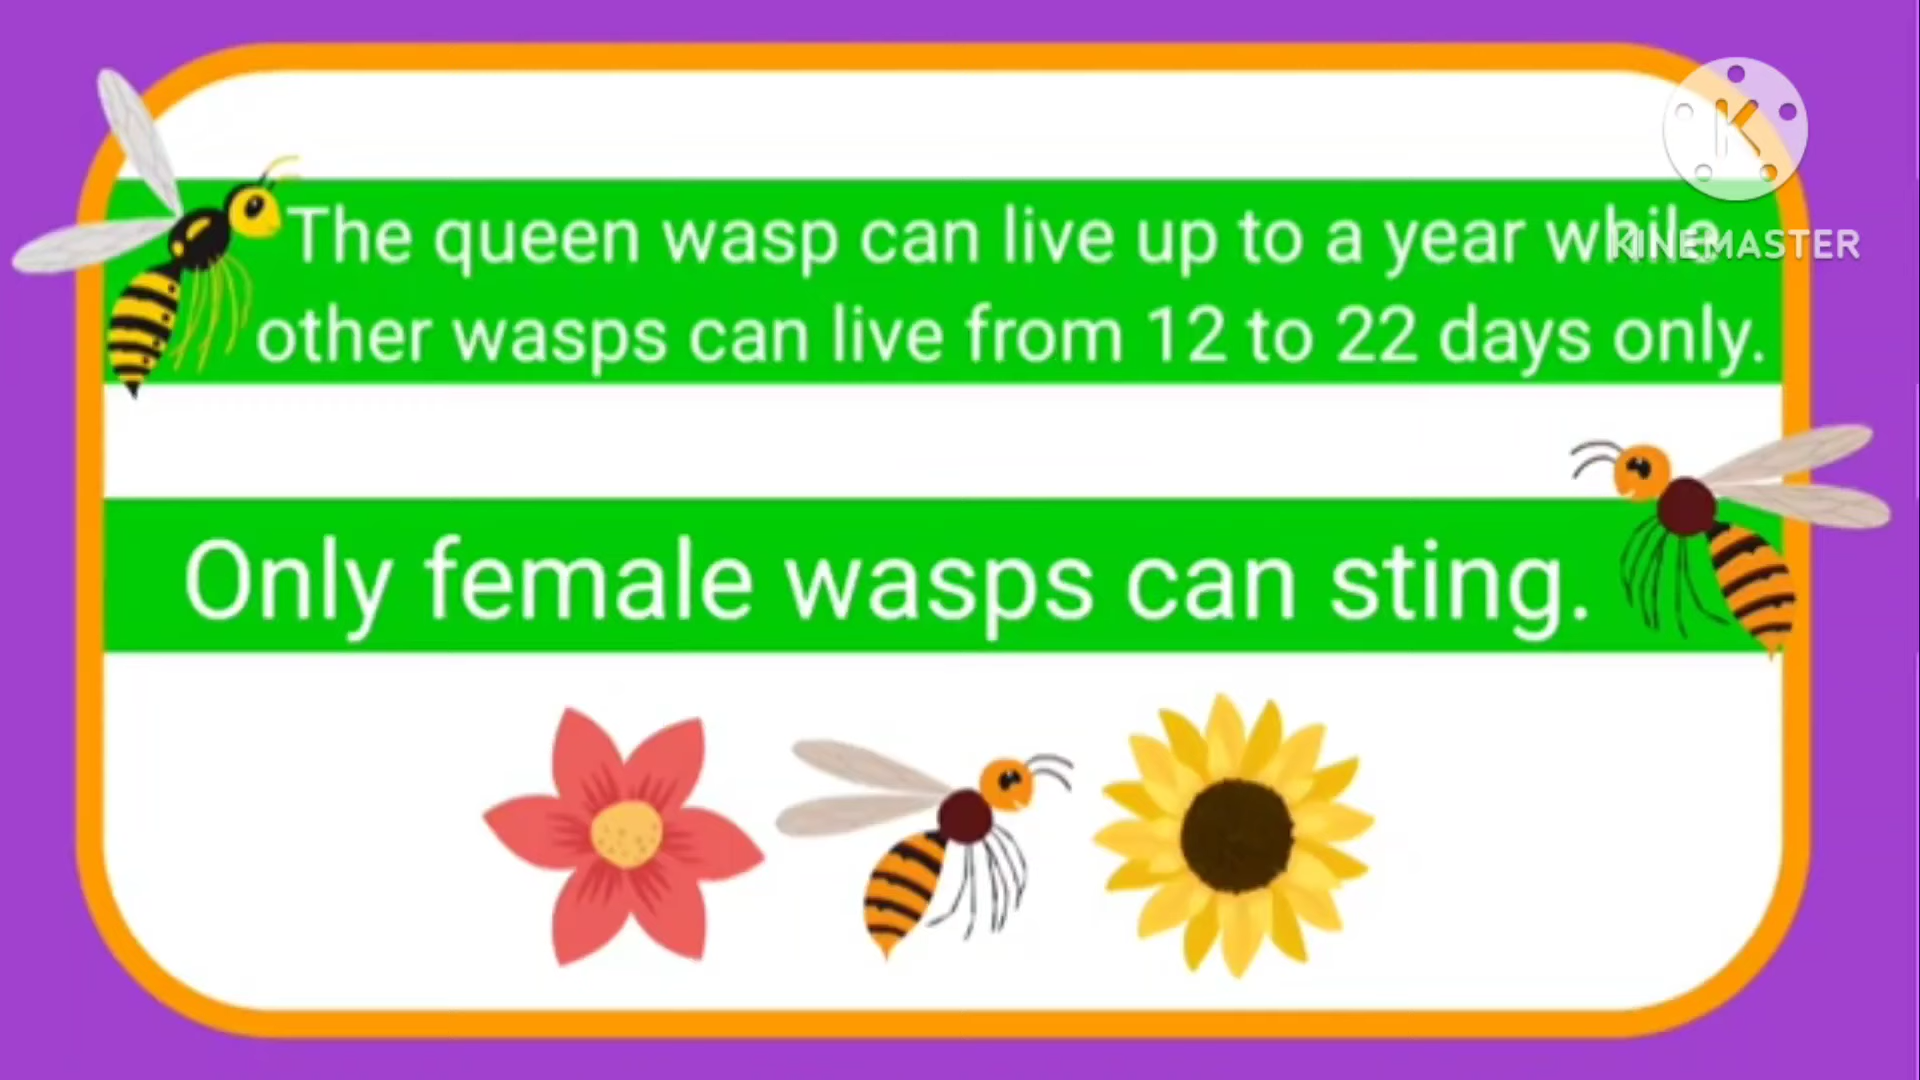 The queen wasp can live up to a year while
KINEMASTER
other wasps can live from 12 to 22 days only.
Only female wasps can sting.